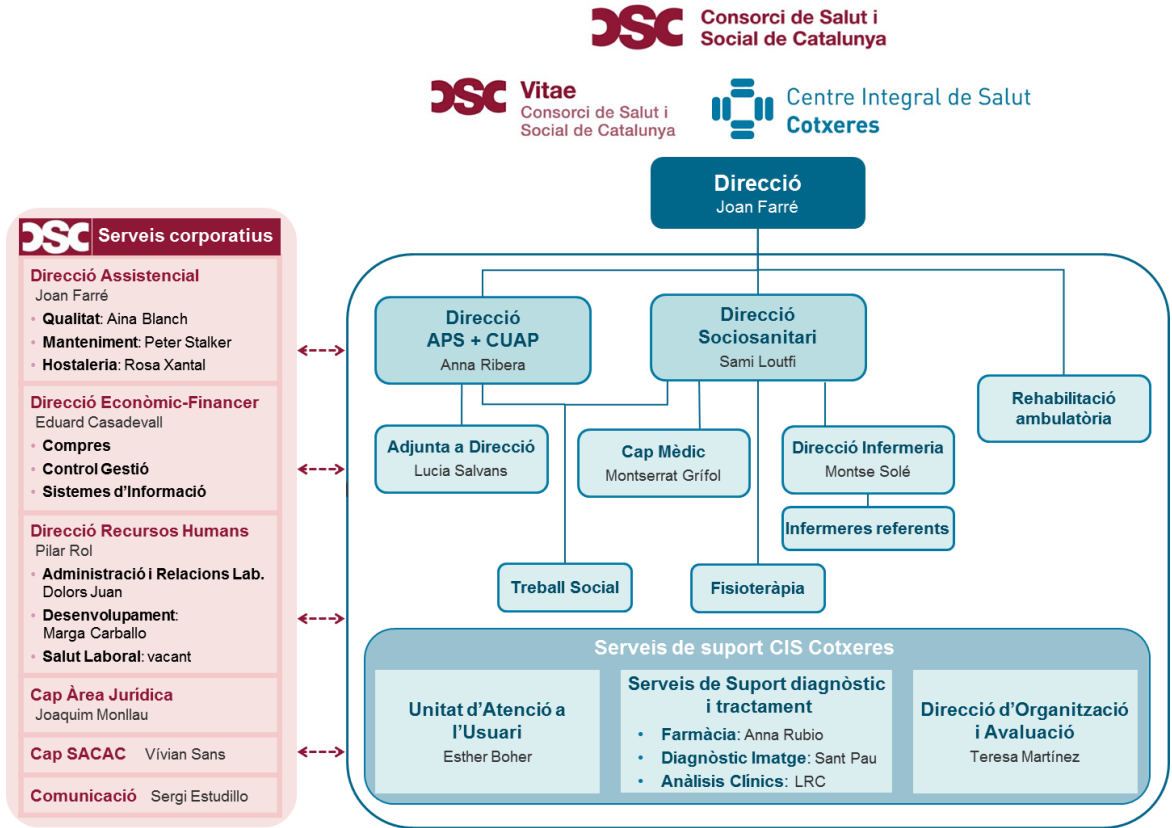 CSC Consorci de Salut i
Social de Catalunya
CSC Vitae
Consorci de Salut i
Social de Catalunya
Centre Integral de Salut
Cotxeres
Direcció
Joan Farré
CSC Serveis corporatius
Direcció Assistencial
Joan Farré
• Qualitat: Aina Blanch
• Manteniment: Peter Stalker
• Hostaleria: Rosa Xantal
Direcció Econòmic-Financer
Eduard Casadevall
• Compres
• Control Gestió
• Sistemes d'Informació
Direcció Recursos Humans
Pilar Rol
• Administració i Relacions Lab.
Dolors Juan
• Desenvolupament:
Marga Carballo
• Salut Laboral: vacant
Cap Àrea Jurídica
Joaquim Monllau
Cap SACAC Vívian Sans
Comunicació Sergi Estudillo
Direcció
APS + CUAP
Anna Ribera
Direcció
Sociosanitari
Sami Loutfi
Rehabilitació
ambulatòria
Adjunta a Direcció
Lucia Salvans
Cap Mèdic
Montserrat Grífol
Direcció Infermeria
Montse Solé
Infermeres referents
Treball Social
Fisioteràpia
Serveis de suport CIS Cotxeres
Unitat d'Atenció a
l'Usuari
Esther Boher
Serveis de Suport diagnòstic
i tractament
• Farmàcia: Anna Rubio
• Diagnòstic Imatge: Sant Pau
• Anàlisis Clínics: LRC
Direcció d'Organització
i Avaluació
Teresa Martínez